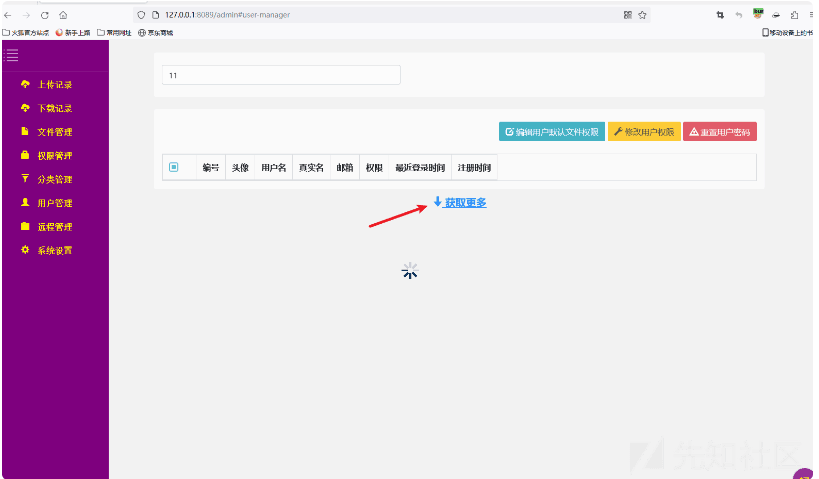 127.0.0.1:8089/admin#user-manager
火狐官方站点 新手上路 常用网址 京东商城 移动设备上的书
11
上传记录
下载记录
文件管理
权限管理
分类管理
用户管理
远程管理
系统设置
编辑用户默认文件权限 修改用户权限 重置用户密码
编号 头像 用户名 真实名 邮箱 权限 最近登录时间 注册时间
获取更多
先知社区